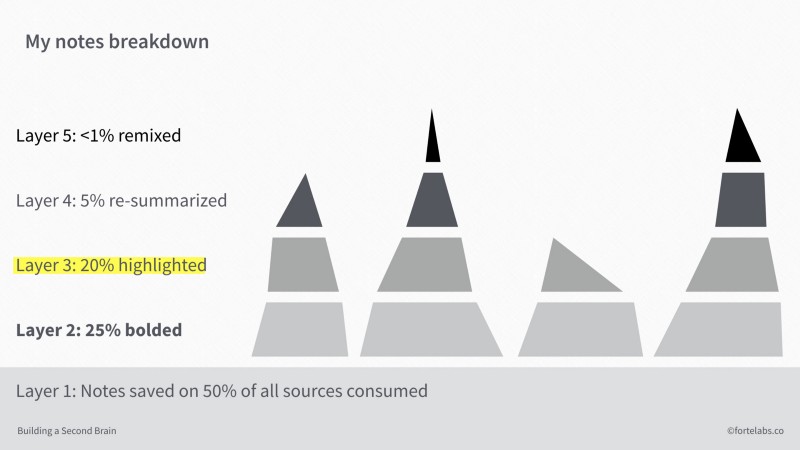 My notes breakdown
Layer 5: <1% remixed
Layer 4: 5% re-summarized
Layer 3: 20% highlighted
Layer 2: 25% bolded
Layer 1: Notes saved on 50% of all sources consumed
Building a Second Brain
©fortelabs.co